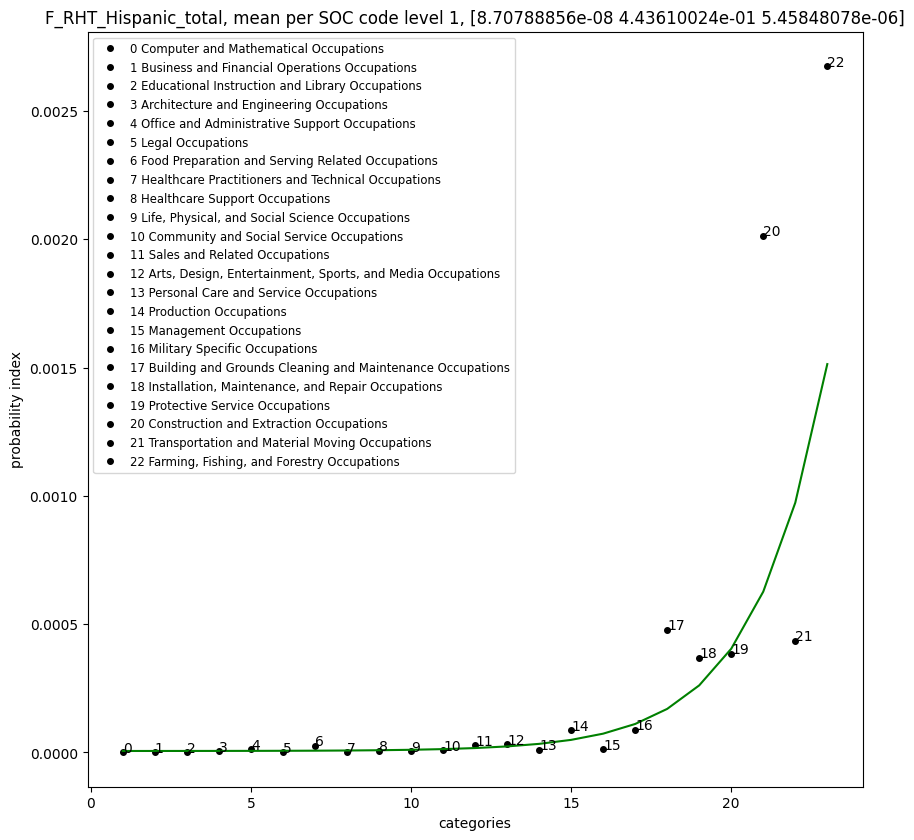 F_RHT_Hispanic_total, mean per SOC code level 1, [8.70788856e-08 4.43610024e-01 5.45848078e-06]
0 Computer and Mathematical Occupations
1 Business and Financial Operations Occupations
2 Educational Instruction and Library Occupations
3 Architecture and Engineering Occupations
4 Office and Administrative Support Occupations
5 Legal Occupations
6 Food Preparation and Serving Related Occupations
7 Healthcare Practitioners and Technical Occupations
8 Healthcare Support Occupations
9 Life, Physical, and Social Science Occupations
10 Community and Social Service Occupations
11 Sales and Related Occupations
12 Arts, Design, Entertainment, Sports, and Media Occupations
13 Personal Care and Service Occupations
14 Production Occupations
15 Management Occupations
16 Military Specific Occupations
17 Building and Grounds Cleaning and Maintenance Occupations
18 Installation, Maintenance, and Repair Occupations
19 Protective Service Occupations
20 Construction and Extraction Occupations
21 Transportation and Material Moving Occupations
22 Farming, Fishing, and Forestry Occupations
probability index
0.0025
0.0020
0.0015
0.0010
0.0005
0.0000
0
1
2
3
4
5
6
7
8
9
10
11
12
13
14
15
16
17
18
19
20
21
22
0
5
10
15
20
categories